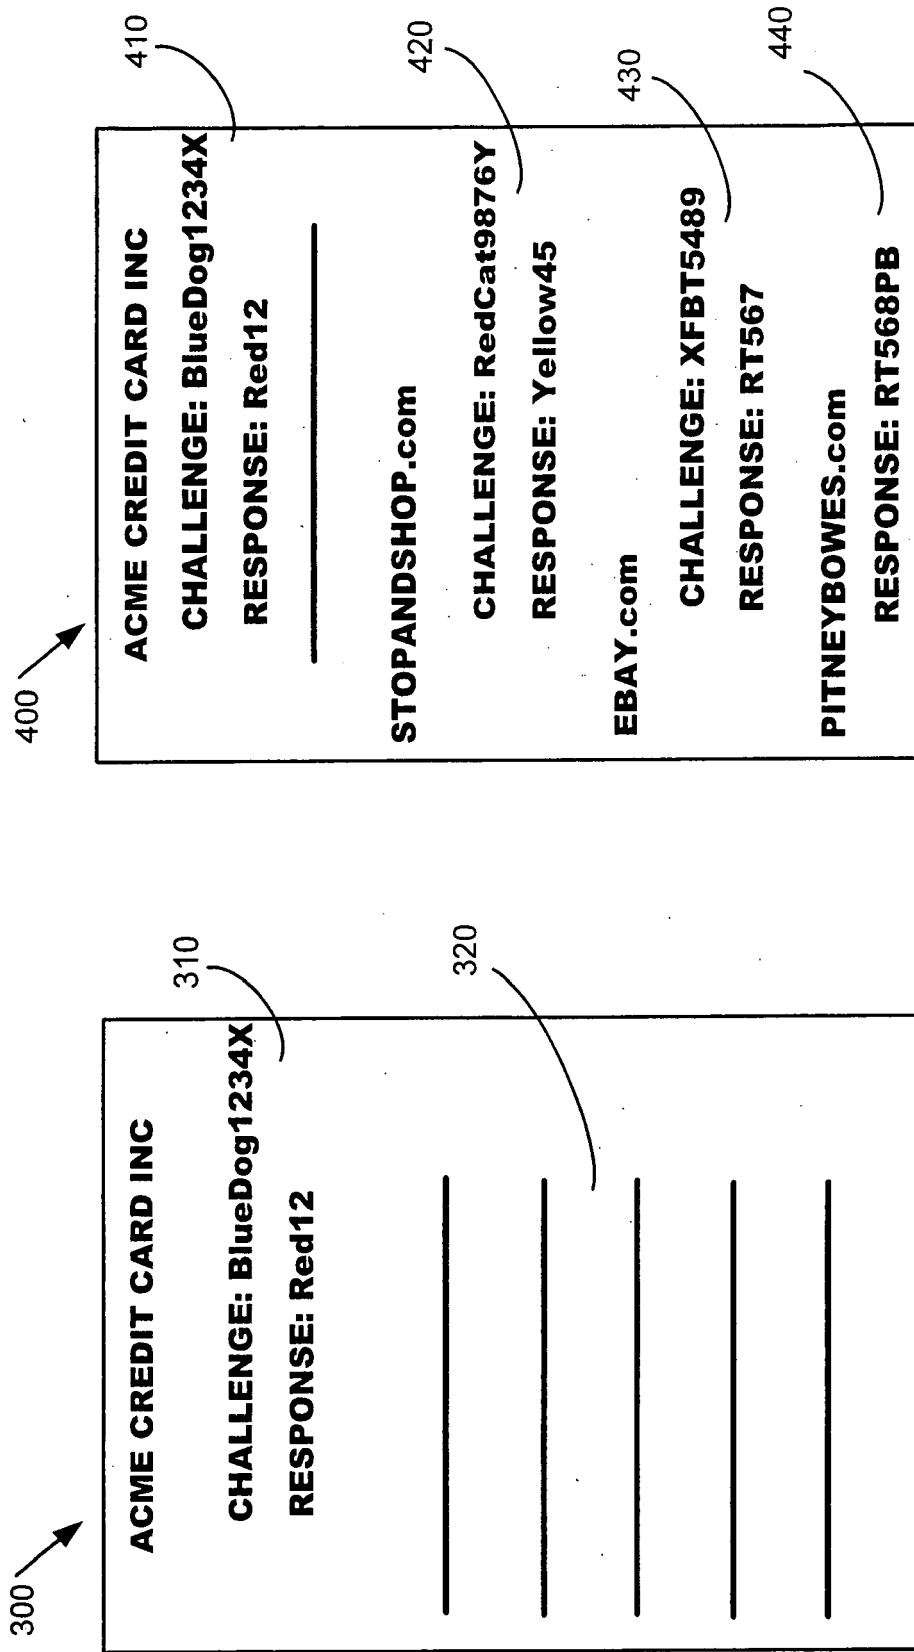 300
ACME CREDIT CARD INC
CHALLENGE: BlueDog1234X
RESPONSE: Red12
310
320
400
ACME CREDIT CARD INC
CHALLENGE: BlueDog1234X
RESPONSE: Red12
410
STOPANDSHOP.com
CHALLENGE: RedCat9876Y
RESPONSE: Yellow45
420
EBAY.com
CHALLENGE: XFBT5489
RESPONSE: RT567
430
PITNEYBOWES.com
RESPONSE: RT568PB
440